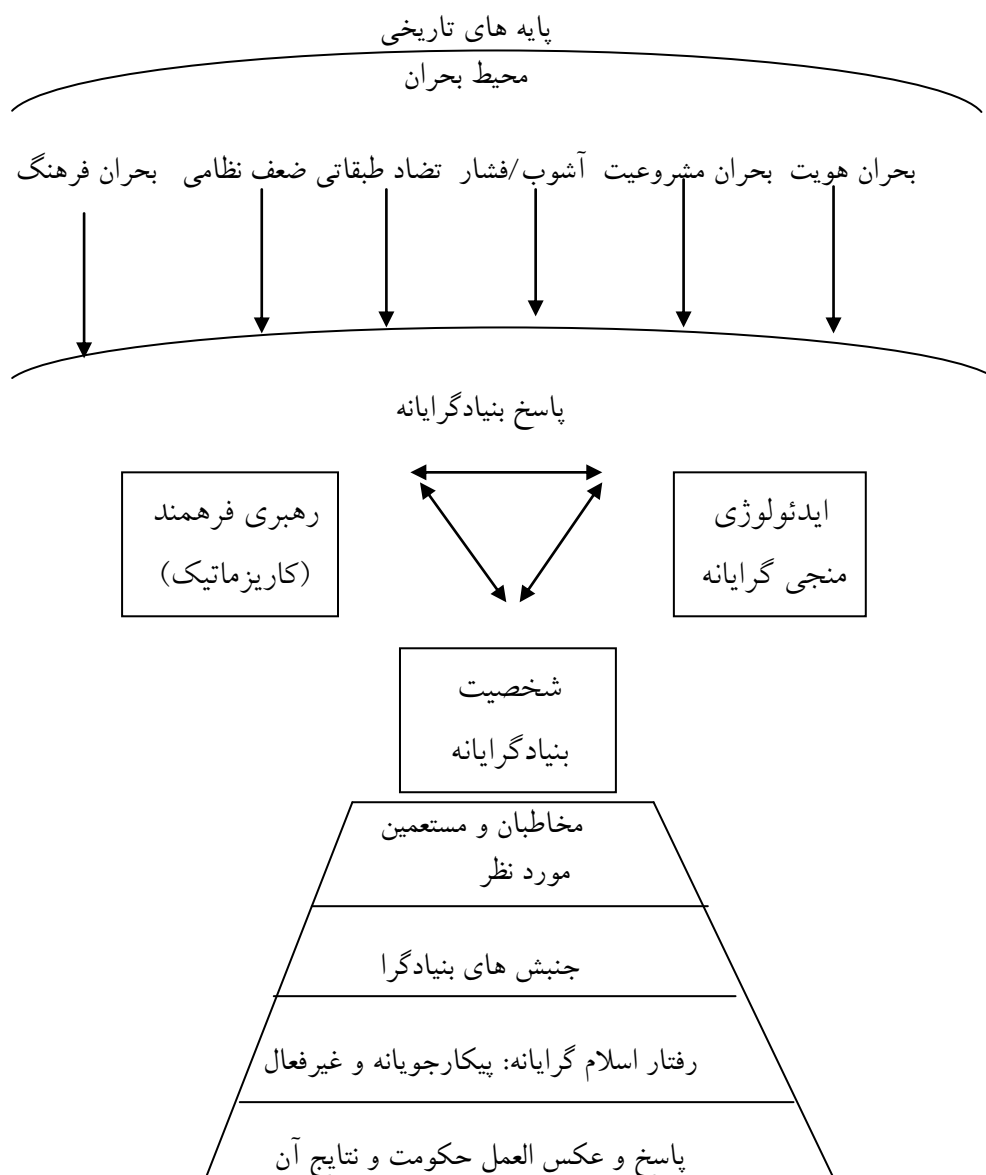 پایه های تاریخی
محیط بحران
بحران هویت بحران مشروعیت آشوب/فشار تضاد طبقاتی ضعف نظامی بحران فرهنگ
پاسخ بنیادگرایانه
ایدئولوژی
منجی گرایانه
رهبری فرهمند
(کاریزماتیک)
شخصیت
بنیادگرایانه
مخاطبان و مستعمین
مورد نظر
جنبش های بنیادگرا
رفتار اسلام گرایانه: پیکارجویانه و غیرفعال
پاسخ و عکس العمل حکومت و نتایج آن